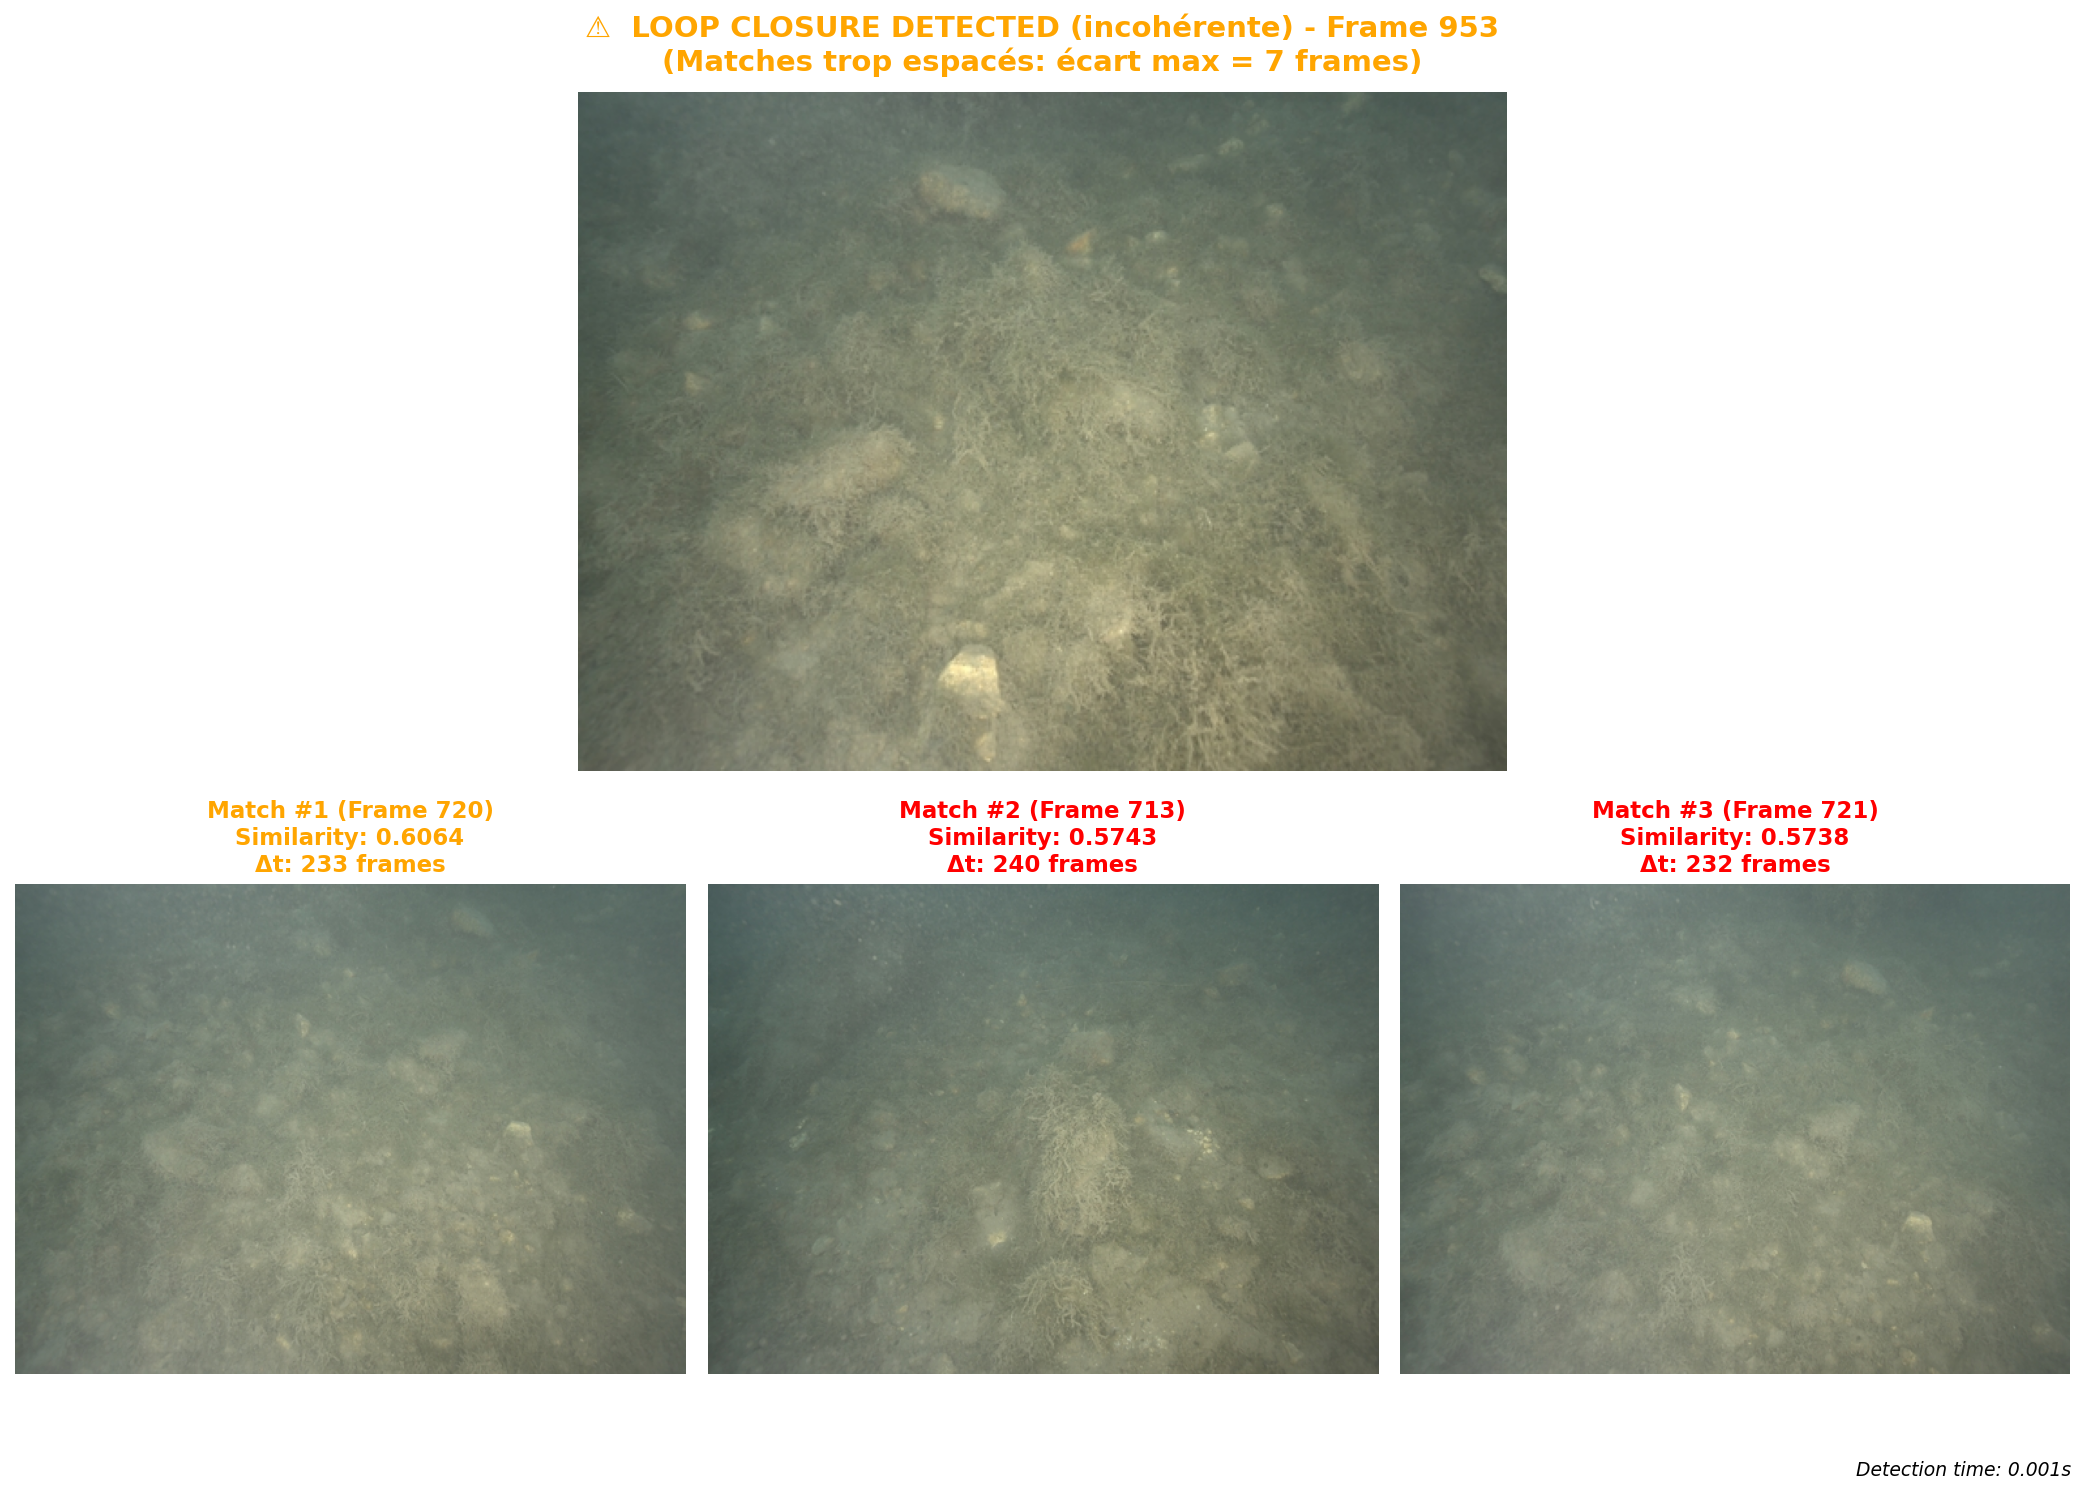 ⚠ LOOP CLOSURE DETECTED (incohérente) - Frame 953
(Matches trop espacés: écart max = 7 frames)
Match #1 (Frame 720)
Similarity: 0.6064
Δt: 233 frames
Match #2 (Frame 713)
Similarity: 0.5743
Δt: 240 frames
Match #3 (Frame 721)
Similarity: 0.5738
Δt: 232 frames
Detection time: 0.001s